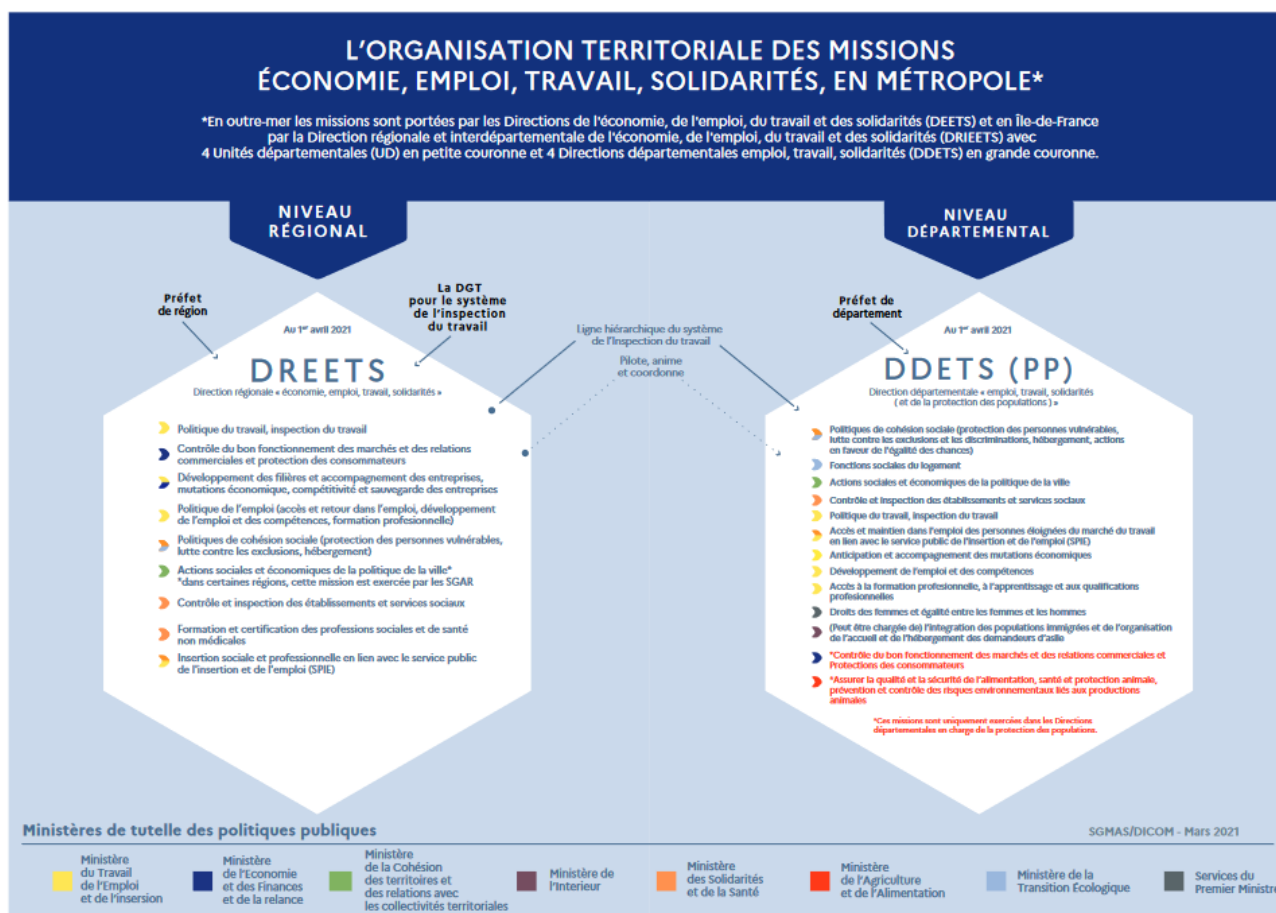 L'ORGANISATION TERRITORIALE DES MISSIONS
ÉCONOMIE, EMPLOI, TRAVAIL, SOLIDARITÉS, EN MÉTROPOLE*
*En outre-mer les missions sont portées par les Directions de l'économie, de l'emploi, du travail et des solidarités (DEETS) et en Île-de-France
par la Direction régionale et interdépartementale de l'économie, de l'emploi, du travail et des solidarités (DRIEETS) avec
4 Unités départementales (UD) en petite couronne et 4 Directions départementales emploi, travail, solidarités (DDETS) en grande couronne.
NIVEAU
RÉGIONAL
Préfet
de région
La DGT
pour le système
de l'inspection
du travail
Au 1er avril 2021
DREETS
Direction régionale « économie, emploi, travail, solidarités »
Politique du travail, inspection du travail
Contrôle du bon fonctionnement des marchés et des relations
commerciales et protection des consommateurs
Développement des filières et accompagnement des entreprises,
mutations économique, compétitivité et sauvegarde des entreprises
Politique de l'emploi (accès et retour dans l'emploi, développement
de l'emploi et des compétences, formation profesionnelle)
Politiques de cohésion sociale (protection des personnes vulnérables,
lutte contre les exclusions, hébergement)
Actions sociales et économiques de la politique de la ville*
*dans certaines régions, cette mission est exercée par les SGAR
Contrôle et inspection des établissements et services sociaux
Formation et certification des professions sociales et de santé
non médicales
Insertion sociale et professionnelle en lien avec le service public
de l'insertion et de l'emploi (SPIE)
Ligne hiérarchique du système
de l'Inspection du travail
Pilote, anime
et coordonne
NIVEAU
DÉPARTEMENTAL
Préfet de
département
Au 1er avril 2021
DDETS (PP)
Direction départementale « emploi, travail, solidarités
( et de la protection des populations ) »
Politiques de cohésion sociale (protection des personnes vulnérables,
lutte contre les exclusions et les discriminations, hébergement, actions
en faveur de l'égalité des chances)
Fonctions sociales du logement
Actions sociales et économiques de la politique de la ville
Contrôle et inspection des établissements et services sociaux
Politique du travail, inspection du travail
Accès et maintien dans l'emploi des personnes éloignées du marché du travail
en lien avec le service public de l'insertion et de l'emploi (SPIE)
Anticipation et accompagnement des mutations économiques
Développement de l'emploi et des compétences
Accès à la formation profesionnelle, à l'apprentissage et aux qualifications
profesionnelles
Droits des femmes et égalité entre les femmes et les hommes
(Peut être chargée de) l'integration des populations immigrées et de l'organisation
de l'accueil et de l'hébergement des demandeurs d'asile
*Contrôle du bon fonctionnement des marchés et des relations commerciales et
Protections des consommateurs
*Assurer la qualité et la sécurité de l'alimentation, santé et protection animale,
prévention et contrôle des risques environnementaux liés aux productions
animales
*Ces missions sont uniquement exercées dans les Directions
départementales en charge de la protection des populations.
Ministères de tutelle des politiques publiques
SGMAS/DICOM - Mars 2021
Ministère
du Travail
de l'Emploi
et de l'insersion
Ministère
de l'Economie
et des Finances
et de la relance
Ministère
de la Cohésion
des territoires et
des relations avec
les collectivités territoriales
Ministère de
l'Interieur
Ministère
des Solidarités
et de la Santé
Ministère
de l'Agriculture
et de l'Alimentation
Ministère de la
Transition Écologique
Services du
Premier Ministre